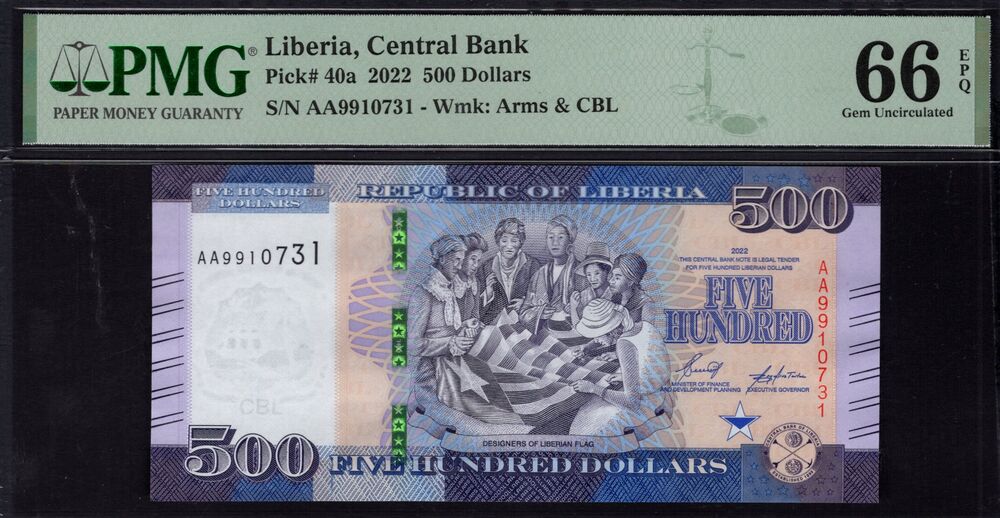 PMG®
PAPER MONEY GUARANTY
Liberia, Central Bank
Pick# 40a 2022 500 Dollars
S/N AA9910731 - Wmk: Arms & CBL
66 EPQ
Gem Uncirculated
FIVE HUNDRED
DOLLARS
REPUBLIC OF LIBERIA
500
AA9910731
2022
THIS CENTRAL BANK NOTE IS LEGAL TENDER
FOR FIVE HUNDRED LIBERIAN DOLLARS
FIVE
HUNDRED
AA9910731
MINISTER OF FINANCE
AND DEVELOPMENT PLANNING
EXECUTIVE GOVERNOR
CBL
DESIGNERS OF LIBERIAN FLAG
CENTRAL BANK OF LIBERIA
ESTABLISHED 1999
500
FIVE HUNDRED DOLLARS